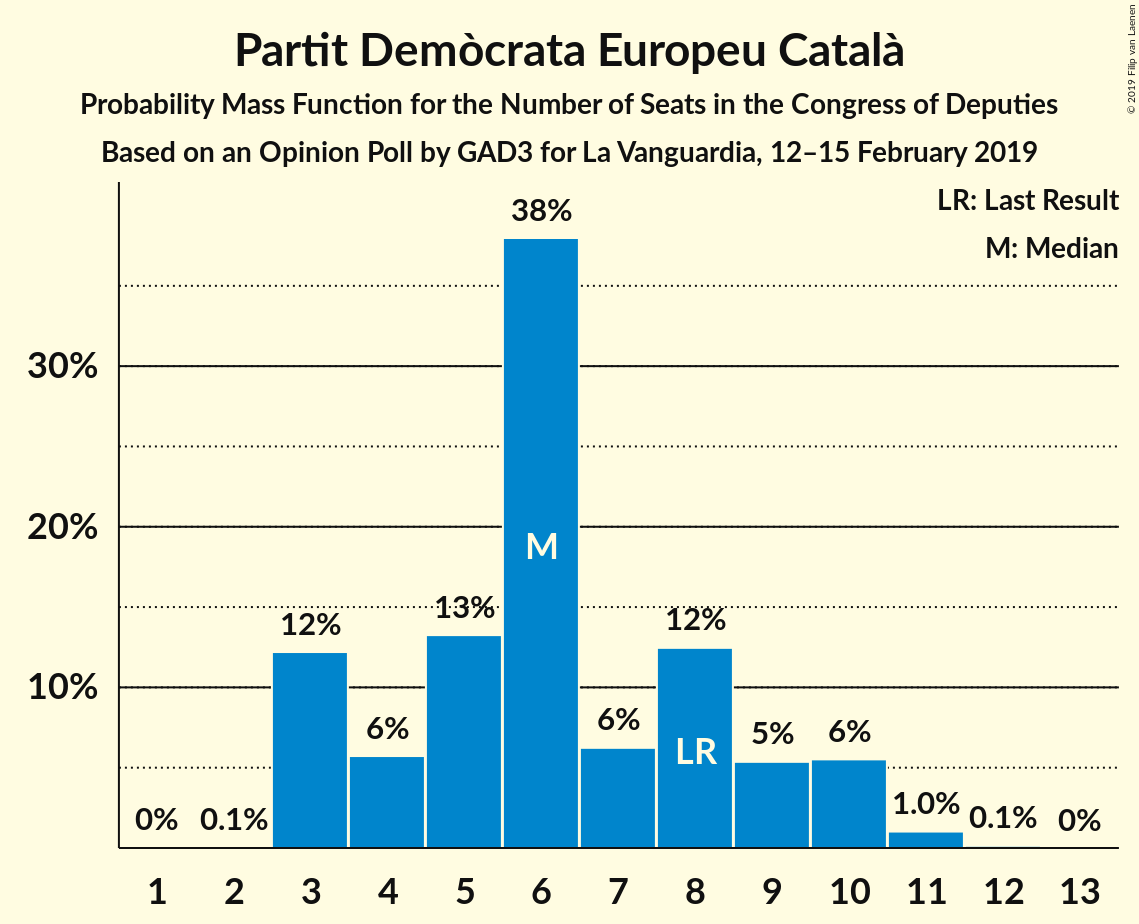 Partit Demòcrata Europeu Català
Probability Mass Function for the Number of Seats in the Congress of Deputies
Based on an Opinion Poll by GAD3 for La Vanguardia, 12–15 February 2019
© 2019 Filip van Laenen
LR: Last Result
M: Median
38%
30%
20%
10%
M
12%
13%
12%
6%
6%
LR
5%
6%
0%
0.1%
1.0%
0.1%
0%
1 2 3 4 5 6 7 8 9 10 11 12 13